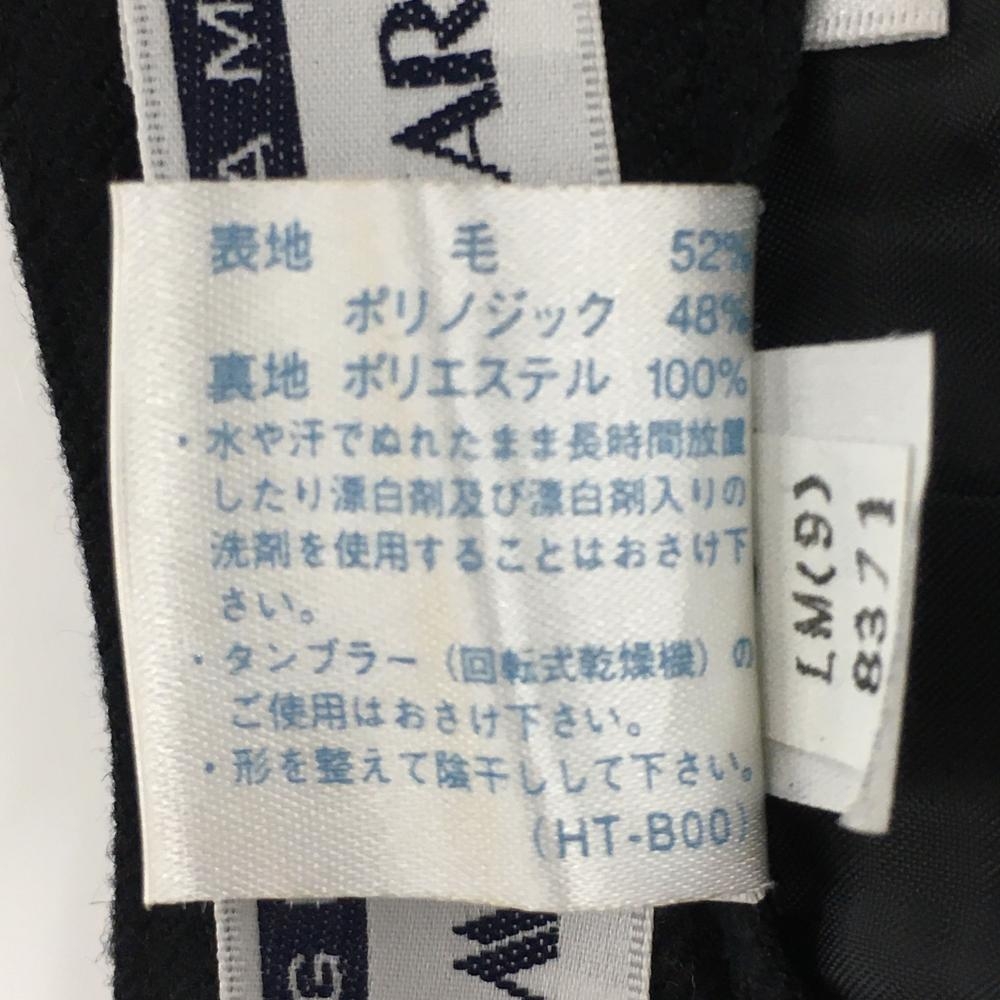 表地 毛 52%
ポリノジック 48%
裏地 ポリエステル 100%
・水や汗でぬれたまま長時間放置
したり漂白剤及び漂白剤入りの
洗剤を使用することはおさけ下
さい。
・タンブラー（回転式乾燥機）の
ご使用はおさけ下さい。
・形を整えて陰干しして下さい。
(HT-B00)
LM(9)
8371